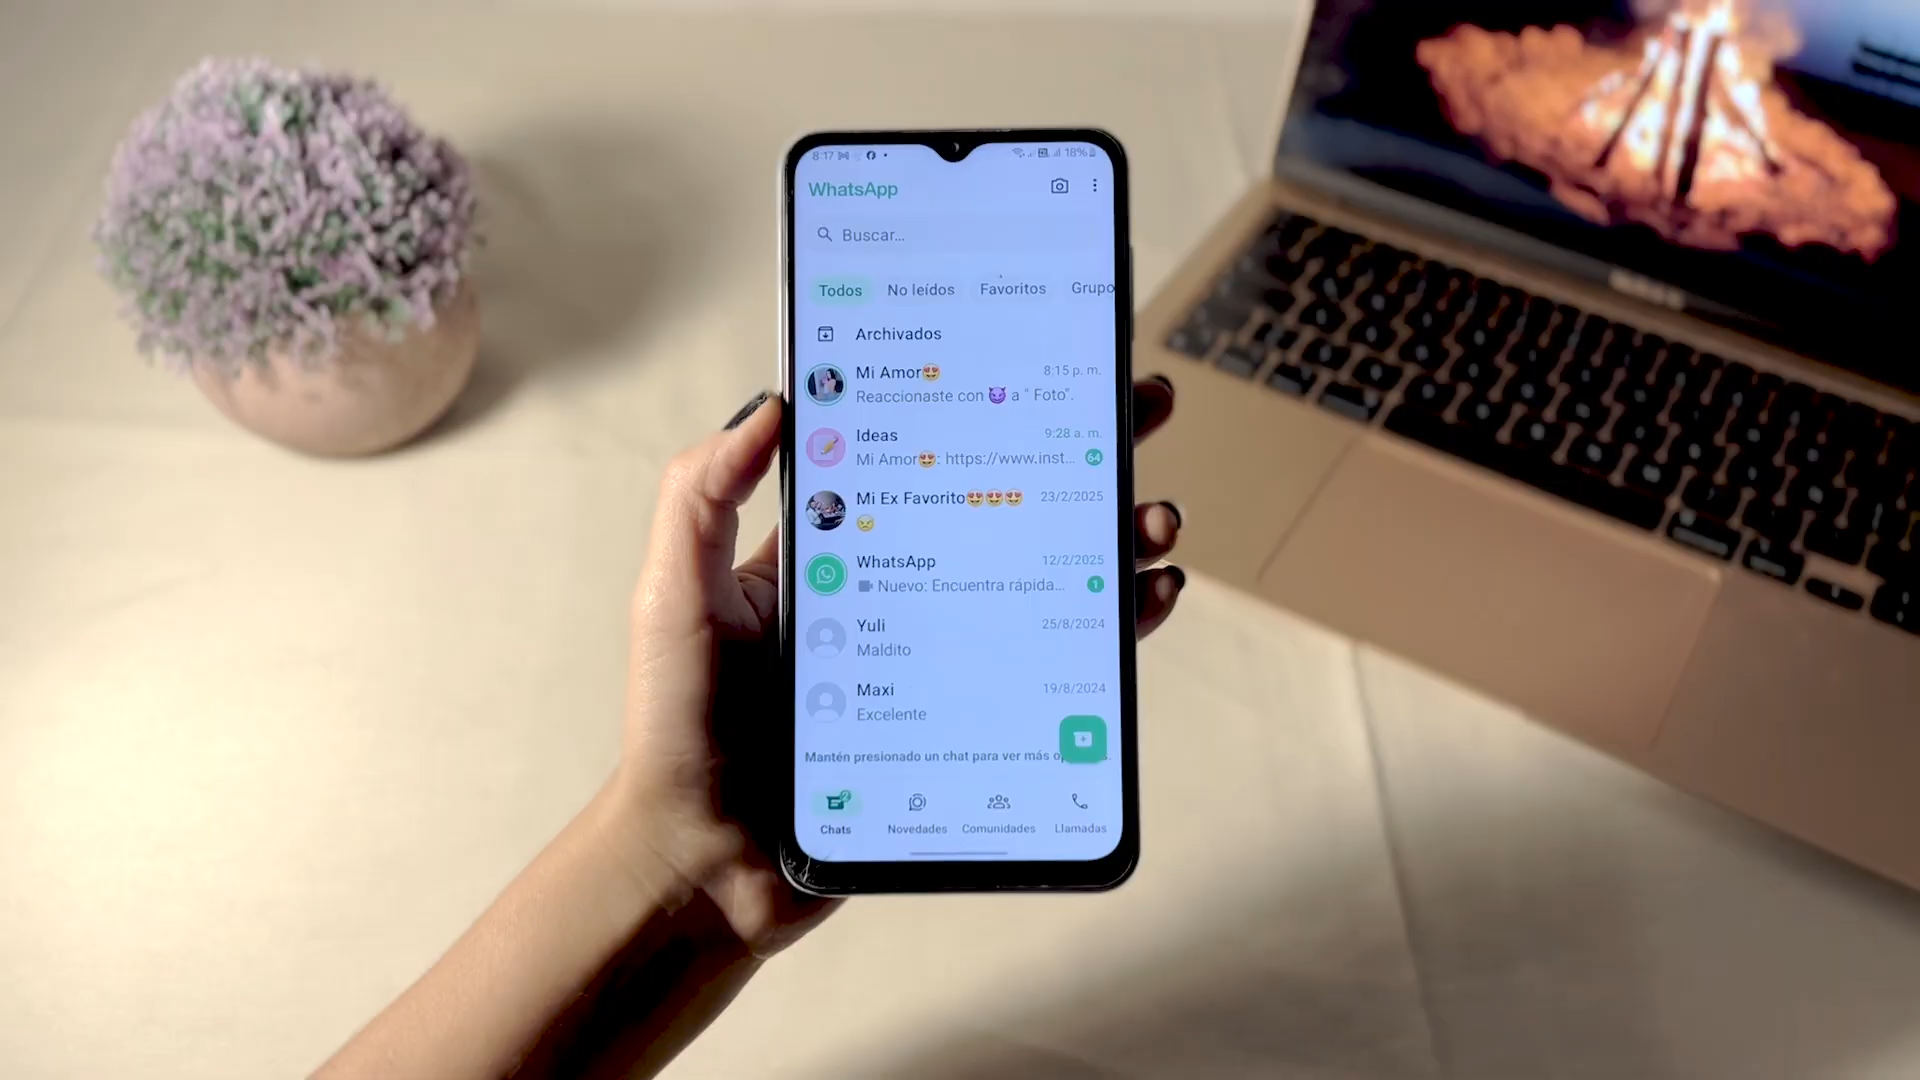 8:17
18%
WhatsApp
Buscar...
Todos No leídos Favoritos Grupo
Archivados
Mi Amor😍 8:15 p. m.
Reaccionaste con 😈 a " Foto".
Ideas 9:28 a. m.
Mi Amor😍: https://www.inst... 64
Mi Ex Favorito😍😍😍 23/2/2025
😠
WhatsApp 12/2/2025
Nuevo: Encuentra rápida... 1
Yuli 25/8/2024
Maldito
Maxi 19/8/2024
Excelente
Mantén presionado un chat para ver más
2
Chats Novedades Comunidades Llamadas